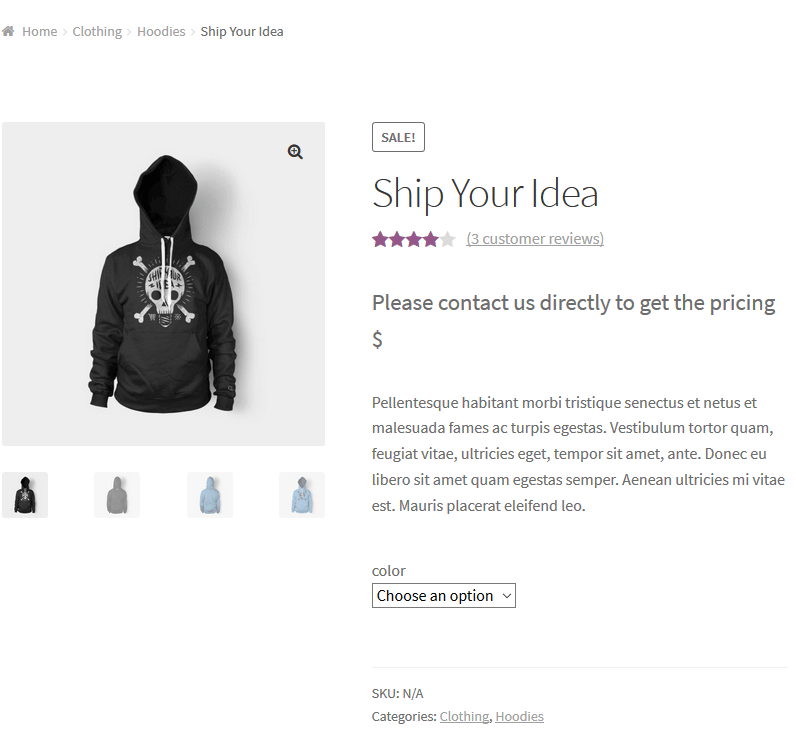 Home › Clothing › Hoodies › Ship Your Idea
SALE!
Ship Your Idea
(3 customer reviews)
Please contact us directly to get the pricing
$
SHIP YOUR
IDEA
Pellentesque habitant morbi tristique senectus et netus et
malesuada fames ac turpis egestas. Vestibulum tortor quam,
feugiat vitae, ultricies eget, tempor sit amet, ante. Donec eu
libero sit amet quam egestas semper. Aenean ultricies mi vitae
est. Mauris placerat eleifend leo.
color
Choose an option
SKU: N/A
Categories: Clothing, Hoodies